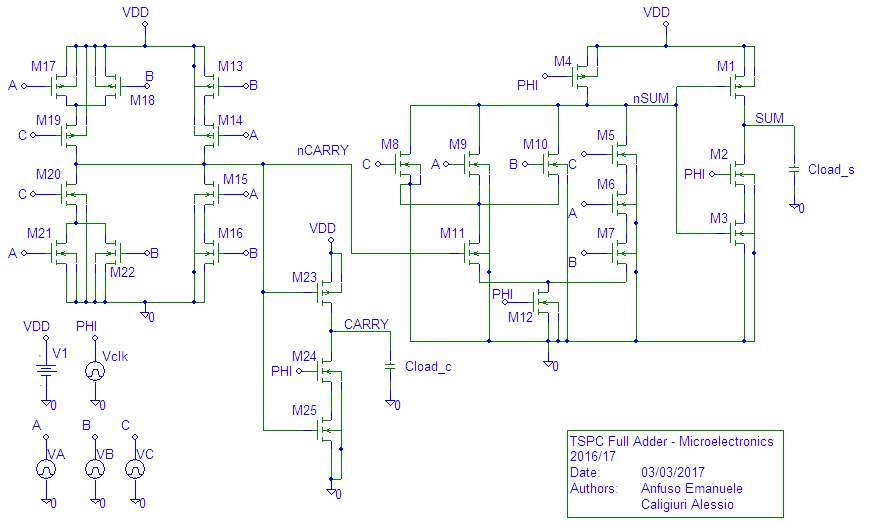 VDD
VDD
M17
M13
M4
M1
A
B
B
M18
PHI
nSUM
M19
M14
SUM
C
A
nCARRY
M8
M9
M10
M5
M2
C
A
B
C
PHI
Cload_s
M20
M15
M6
C
A
A
0
M21
M16
M11
M7
M3
A
B
B
B
M22
VDD
M23
PHI
M12
0
CARRY
VDD
PHI
V1
Vclk
M24
PHI
Cload_c
0
0
0
0
M25
A
B
C
VA
VB
VC
0
0
0
0
TSPC Full Adder - Microelectronics
2016/17
Date: 03/03/2017
Authors: Anfuso Emanuele
Caligiuri Alessio